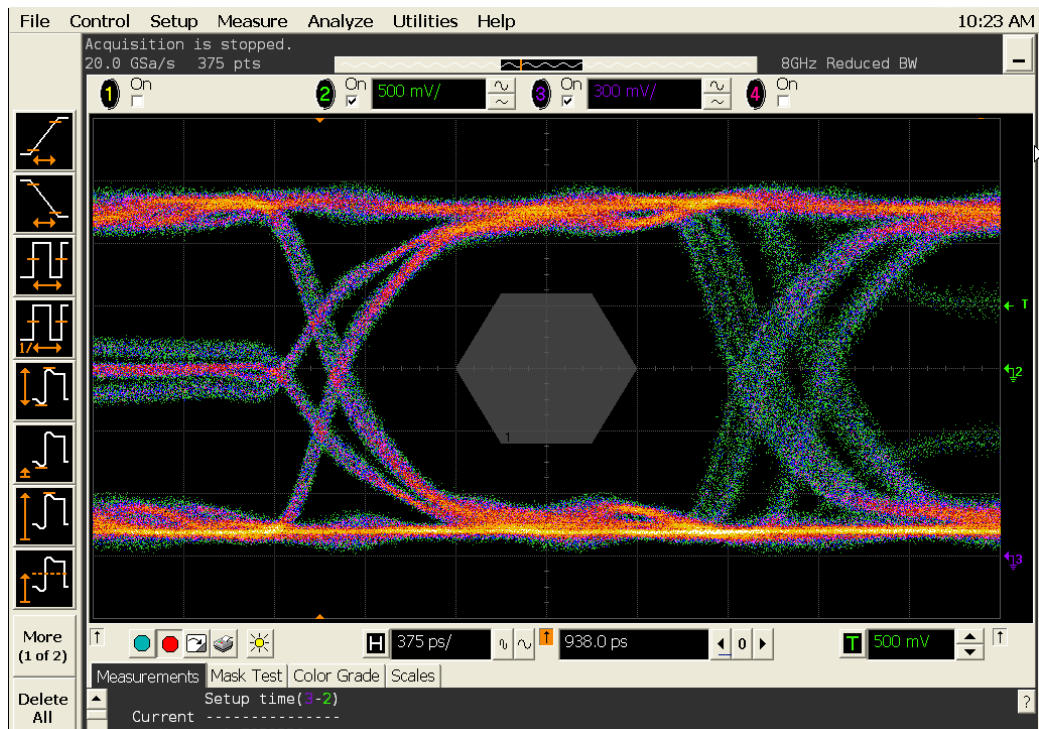 File Control Setup Measure Analyze Utilities Help 10:23 AM
Acquisition is stopped.
20.0 GSa/s 375 pts 8GHz Reduced BW
1 On 2 On 500 mV/ 3 On 300 mV/ 4 On
T
2
1
3
1/
More
(1 of 2)
Delete
All
H 375 ps/ 938.0 ps 0 T 500 mV
Measurements Mask Test Color Grade Scales
Setup time(3-2) ?
Current ---------------